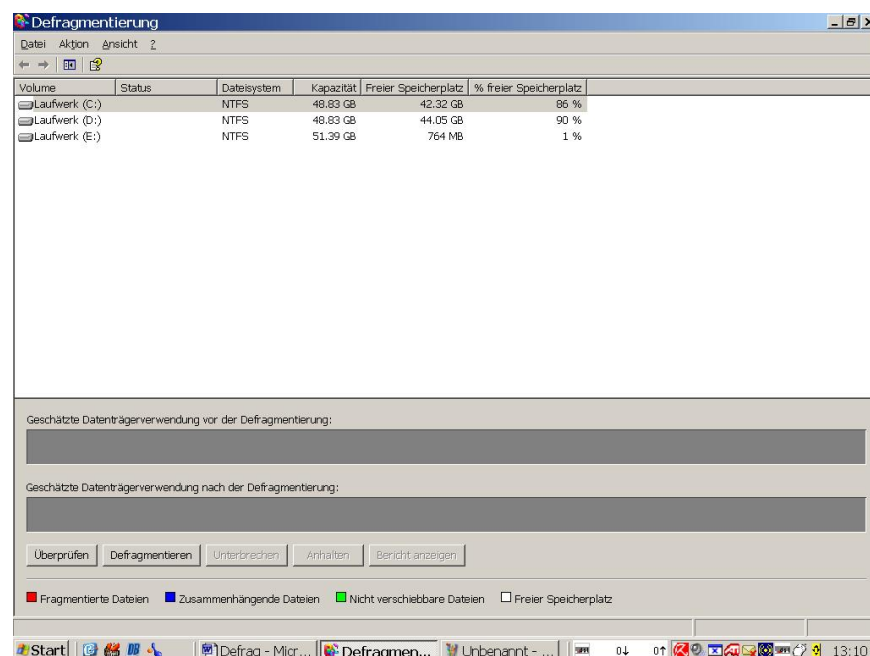 Defragmentierung
Datei Aktion Ansicht ?
Volume Status Dateisystem Kapazität Freier Speicherplatz % freier Speicherplatz
Laufwerk (C:) NTFS 48.83 GB 42.32 GB 86 %
Laufwerk (D:) NTFS 48.83 GB 44.05 GB 90 %
Laufwerk (E:) NTFS 51.39 GB 764 MB 1 %
Geschätzte Datenträgerverwendung vor der Defragmentierung:
Geschätzte Datenträgerverwendung nach der Defragmentierung:
Überprüfen Defragmentieren Unterbrechen Anhalten Bericht anzeigen
Fragmentierte Dateien Zusammenhängende Dateien Nicht verschiebbare Dateien Freier Speicherplatz
Start Defrag - Micr... Defragmen... Unbenannt - ... 0↓ 0↑ 13:10